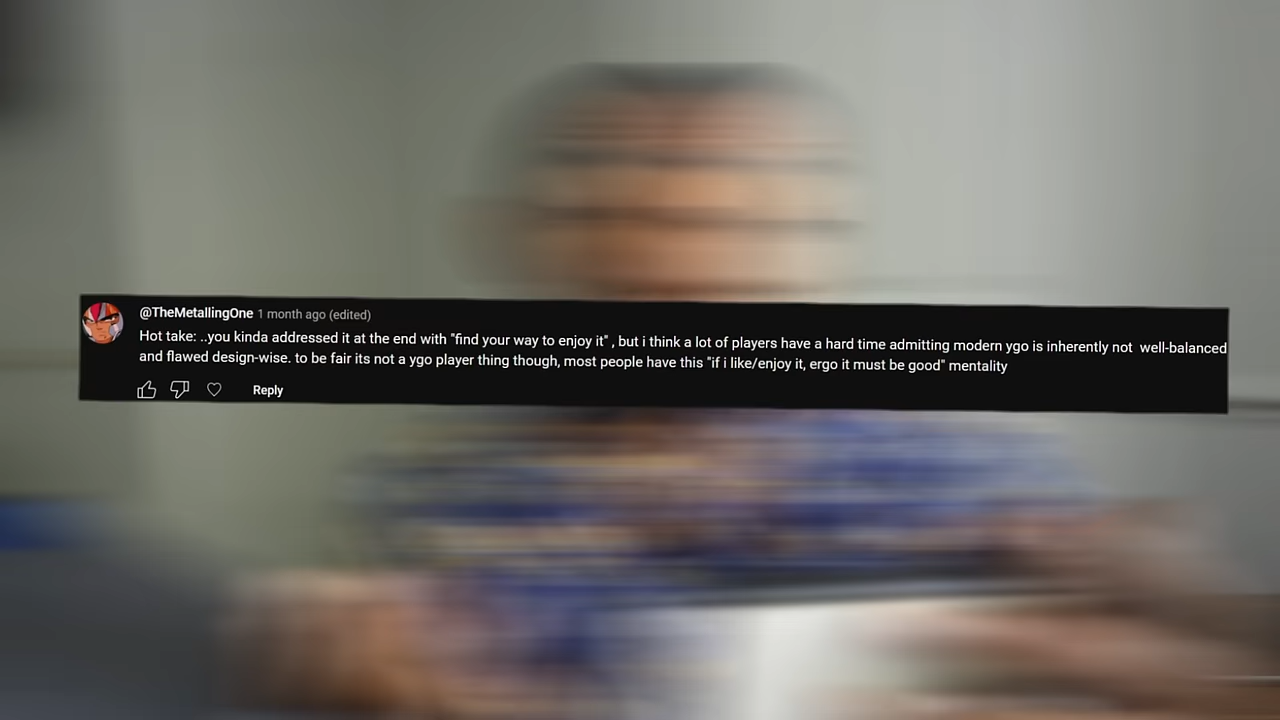 @TheMetallingOne 1 month ago (edited)
Hot take: ..you kinda addressed it at the end with "find your way to enjoy it" , but i think a lot of players have a hard time admitting modern ygo is inherently not  well-balanced
and flawed design-wise. to be fair its not a ygo player thing though, most people have this "if i like/enjoy it, ergo it must be good" mentality
Reply